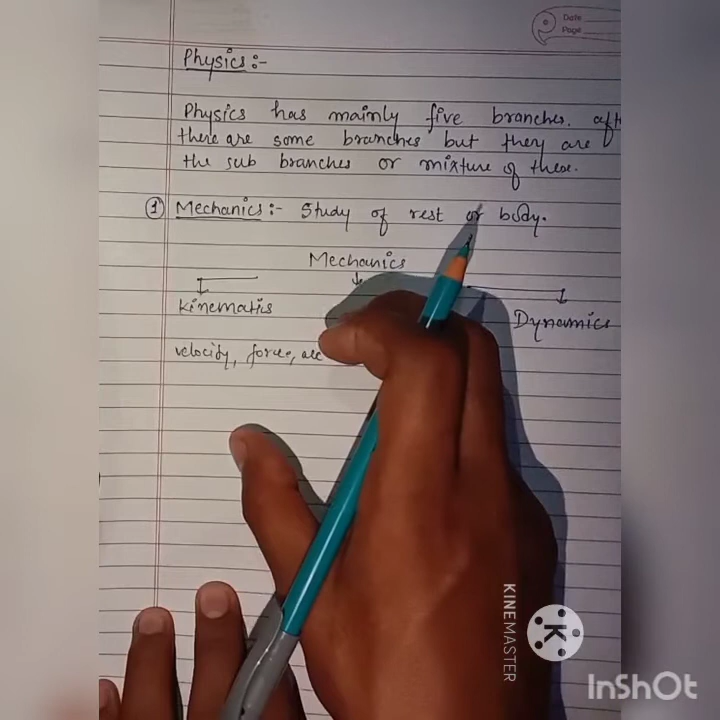 Date
Page
Physics :-
Physics has mainly five branches.
there are some branches but they are
the sub branches or mixture of these.
① Mechanics :- Study of rest or body.
Mechanics
Kinematics
Dynamics
velocity, force, acc
KINEMASTER
InShOt